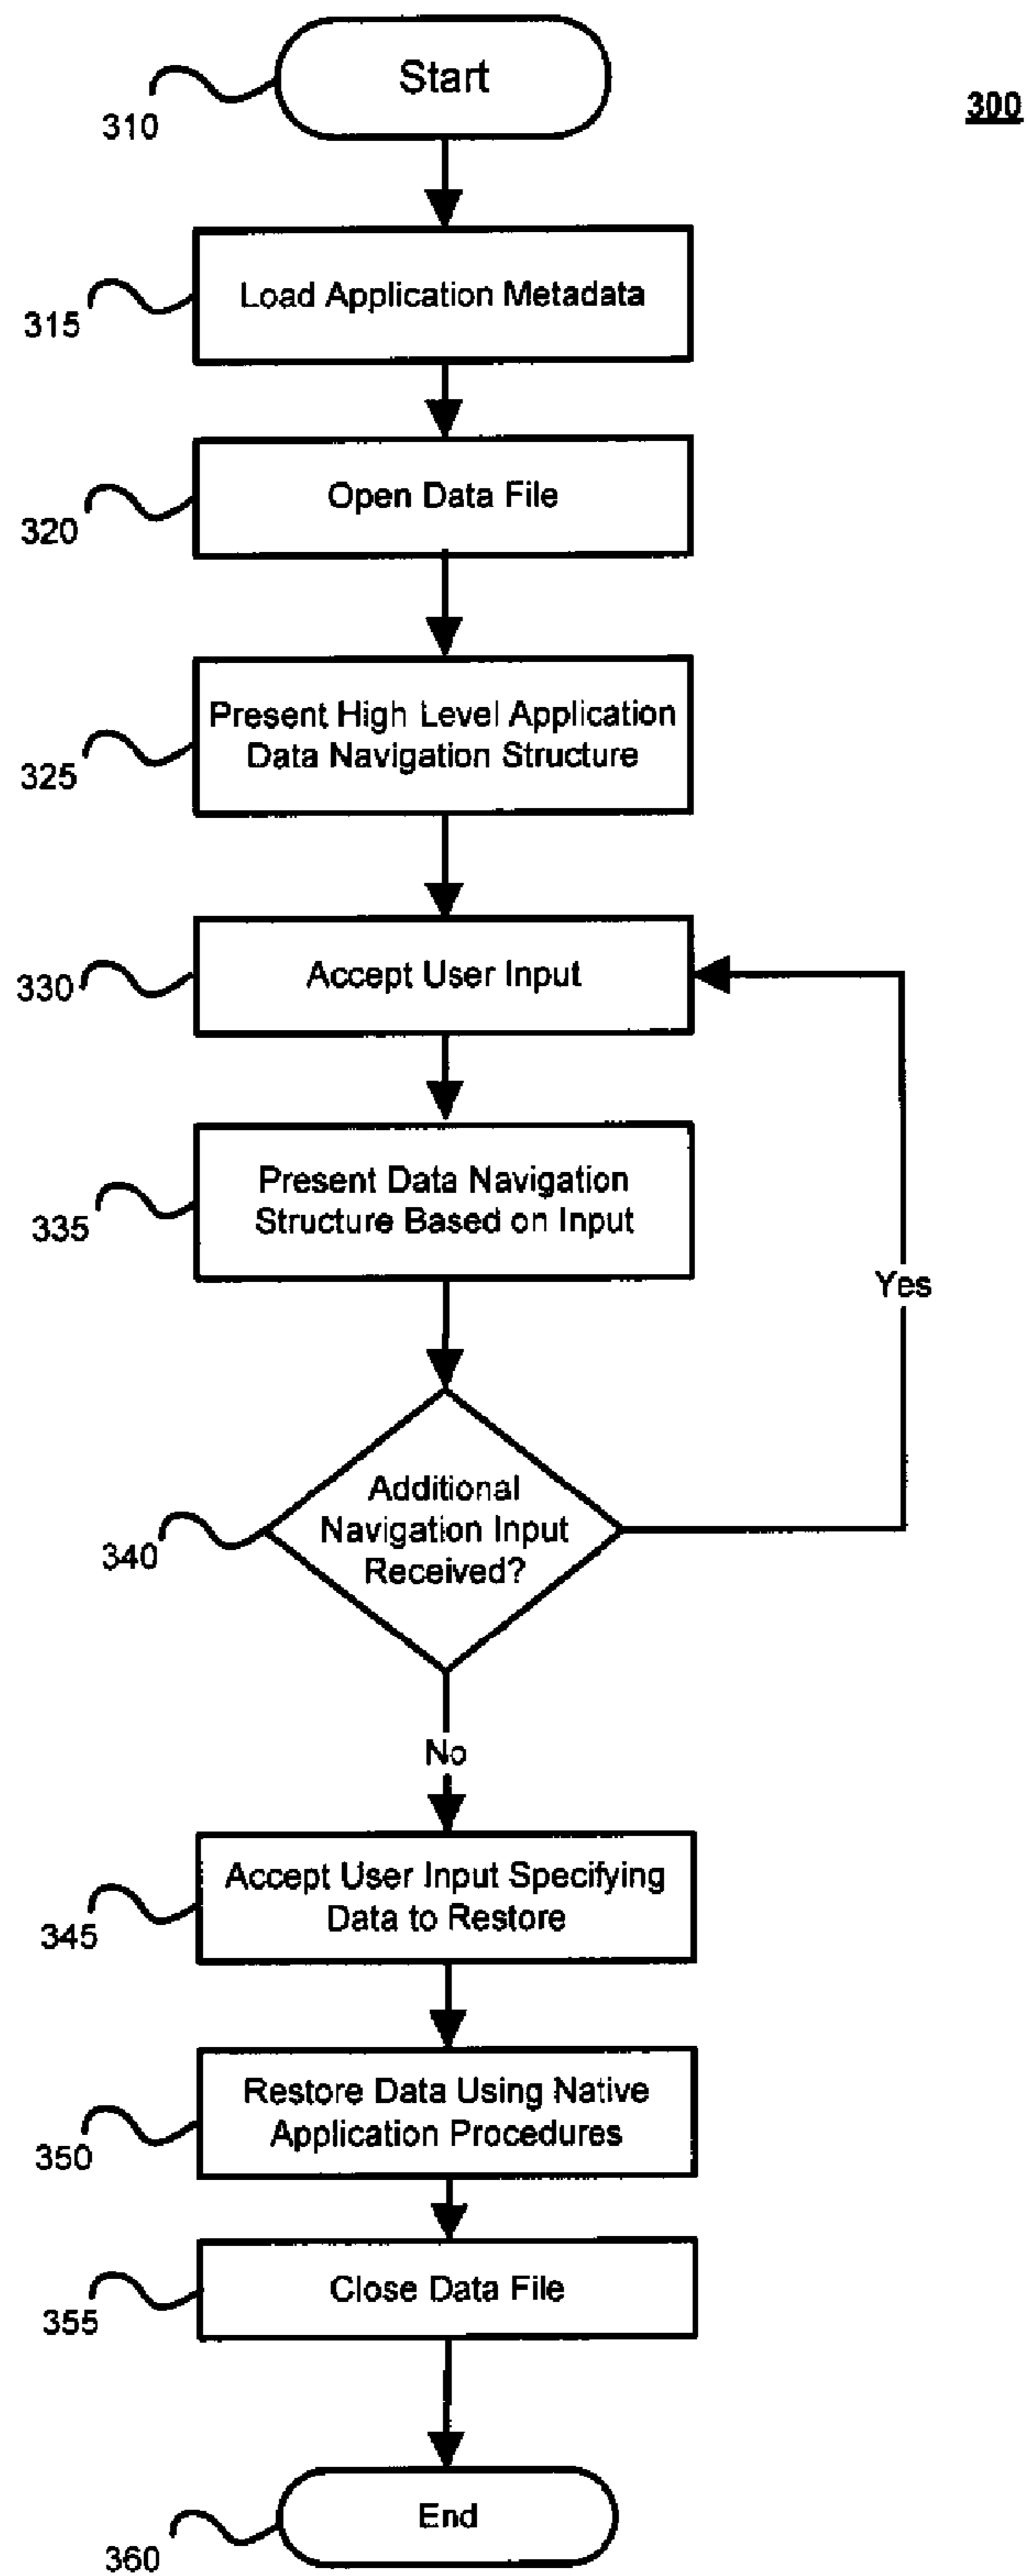 Start
300
310
Load Application Metadata
315
Open Data File
320
Present High Level Application
Data Navigation Structure
325
Accept User Input
330
Present Data Navigation
Structure Based on Input
335
Yes
Additional
Navigation Input
Received?
340
No
Accept User Input Specifying
Data to Restore
345
Restore Data Using Native
Application Procedures
350
Close Data File
355
End
360